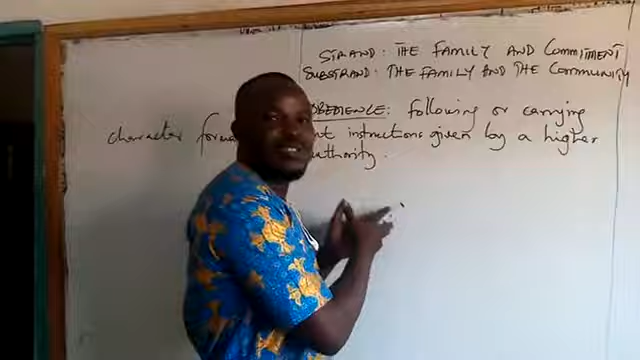 STRAND: THE FAMILY AND COMMITMENT
SUBSTRAND: THE FAMILY AND THE COMMUNITY
OBEDIENCE: Following or carrying
character instructions given by a higher
authority.